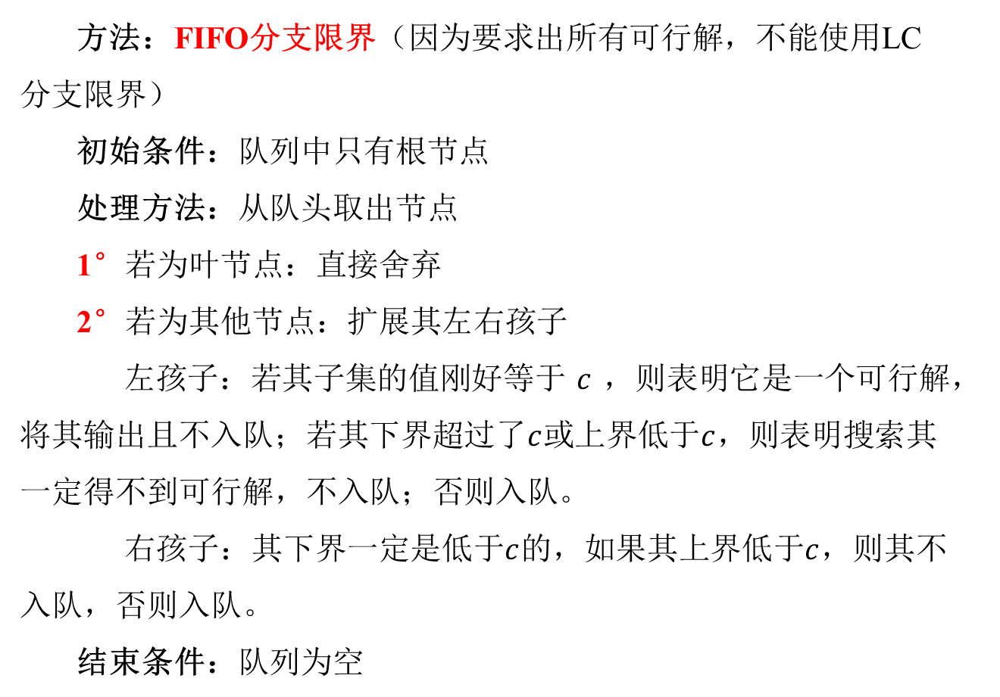 方法：FIFO分支限界（因为要求出所有可行解，不能使用LC
分支限界）
初始条件：队列中只有根节点
处理方法：从队头取出节点
1° 若为叶节点：直接舍弃
2° 若为其他节点：扩展其左右孩子
左孩子：若其子集的值刚好等于 c ，则表明它是一个可行解，
将其输出且不入队；若其下界超过了c或上界低于c，则表明搜索其
一定得不到可行解，不入队；否则入队。
右孩子：其下界一定是低于c的，如果其上界低于c，则其不
入队，否则入队。
结束条件：队列为空